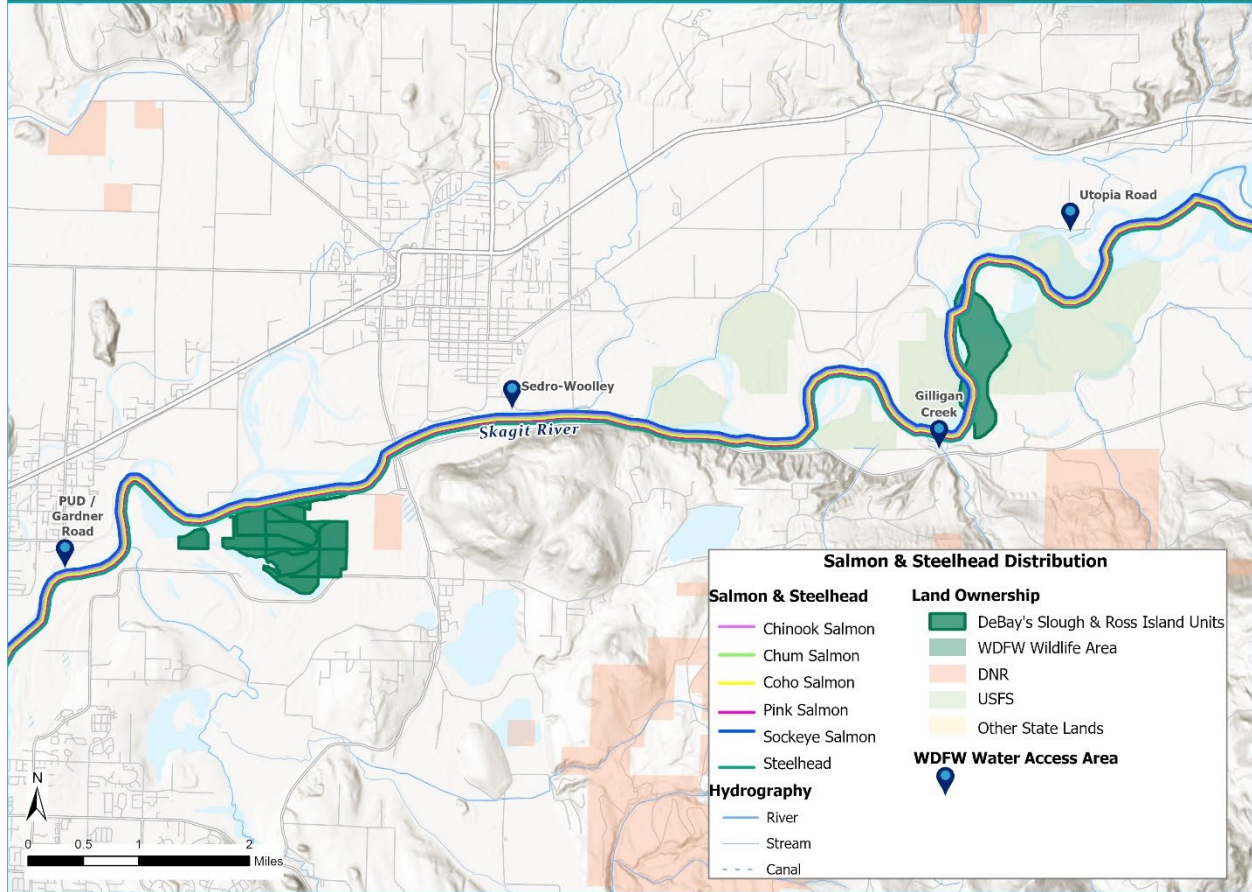 Utopia Road
Sedro-Woolley
Gilligan
Creek
Skagit River
PUD /
Gardner
Road
Salmon & Steelhead Distribution
Salmon & Steelhead
Chinook Salmon
Chum Salmon
Coho Salmon
Pink Salmon
Sockeye Salmon
Steelhead
Hydrography
River
Stream
Canal
Land Ownership
DeBay's Slough & Ross Island Units
WDFW Wildlife Area
DNR
USFS
Other State Lands
WDFW Water Access Area
N
0 0.5 1 2
Miles